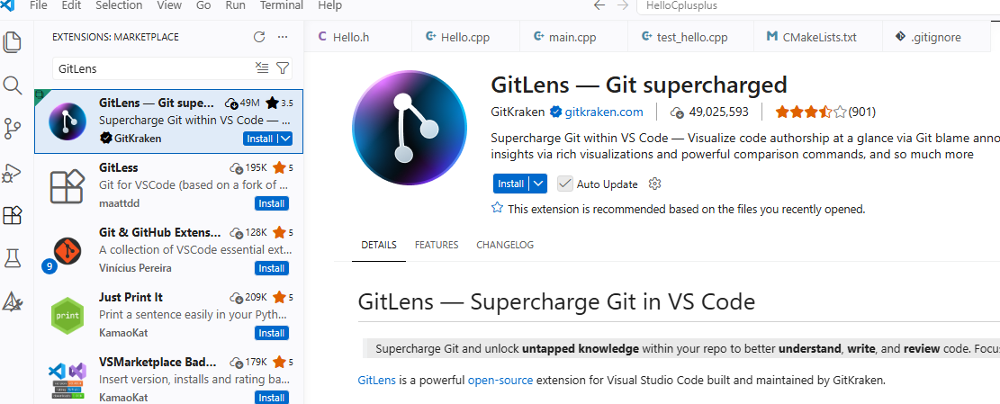 File Edit Selection View Go Run Terminal Help
HelloCplusplus
EXTENSIONS: MARKETPLACE
GitLens
GitLens — Git supe... 49M 3.5
Supercharge Git within VS Code — ...
GitKraken Install
GitLess 195K 5
Git for VSCode (based on a fork of ...
maattdd Install
Git & GitHub Extens... 128K 5
A collection of VSCode essential ext...
Vinícius Pereira Install
9
Just Print It 209K 5
print
Print a sentence easily in your Pyth...
KamaoKat Install
VSMarketplace Bad... 179K 5
Insert version, installs and rating ba...
KamaoKat Install
C Hello.h C++ Hello.cpp C++ main.cpp C++ test_hello.cpp M CMakeLists.txt .gitignore
GitLens — Git supercharged
GitKraken gitkraken.com 49,025,593 (901)
Supercharge Git within VS Code — Visualize code authorship at a glance via Git blame anno
insights via rich visualizations and powerful comparison commands, and so much more
Install Auto Update
This extension is recommended based on the files you recently opened.
DETAILS FEATURES CHANGELOG
GitLens — Supercharge Git in VS Code
Supercharge Git and unlock untapped knowledge within your repo to better understand, write, and review code. Focu
GitLens is a powerful open-source extension for Visual Studio Code built and maintained by GitKraken.